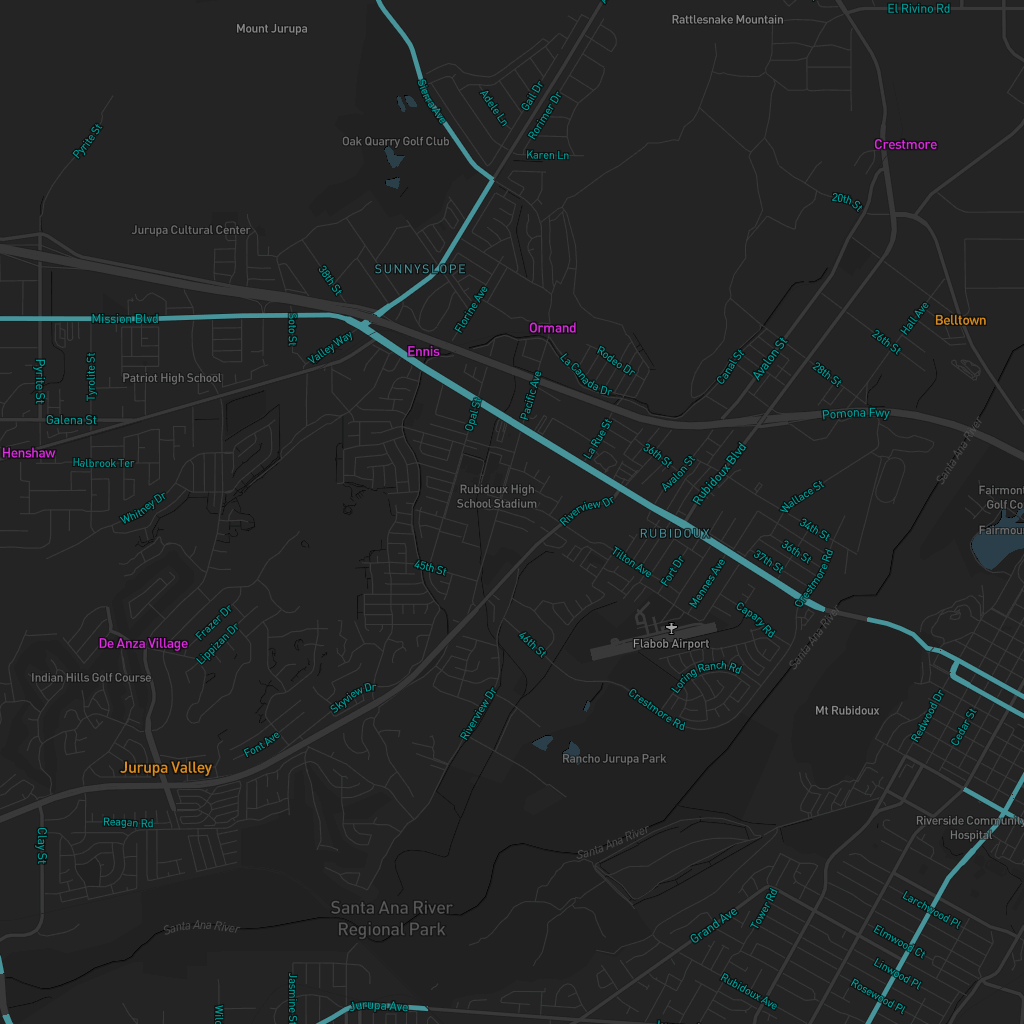 El Rivino Rd
Rattlesnake Mountain
Mount Jurupa
Sierra Ave
Adele Ln
Gail Dr
Rorimer Dr
Pyrite St
Oak Quarry Golf Club
Karen Ln
Crestmore
20th St
Jurupa Cultural Center
SUNNYSLOPE
38th St
Florine Ave
Mission Blvd
Soto St
Ormand
Hall Ave
Belltown
26th St
Valley Way
Ennis
Rodeo Dr
La Canada Dr
Canal St
Avalon St
28th St
Pyrite St
Tyrolite St
Patriot High School
Pacific Ave
Opal St
Galena St
Pomona Fwy
La Rue St
Henshaw
Halbrook Ter
36th St
Avalon St
Rubidoux Blvd
Santa Ana River
Whitney Dr
Rubidoux High
School Stadium
Riverview Dr
Wallace St
Fairmont
Golf Co
Fairmou
34th St
RUBIDOUX
36th St
37th St
45th St
Tilton Ave
Fort Dr
Mennes Ave
Crestmore Rd
Capary Rd
Frazer Dr
Lippizan Dr
De Anza Village
46th St
Flabob Airport
Santa Ana River
Loring Ranch Rd
Indian Hills Golf Course
Skyview Dr
Riverview Dr
Crestmore Rd
Mt Rubidoux
Redwood Dr
Cedar St
Font Ave
Rancho Jurupa Park
Jurupa Valley
Reagan Rd
Clay St
Santa Ana River
Riverside Community
Hospital
Santa Ana River
Regional Park
Santa Ana River
Grand Ave
Tower Rd
Larchwood Pl
Elmwood Ct
Linwood Pl
Rosewood Pl
Rubidoux Ave
Jasmine St
Jurupa Ave